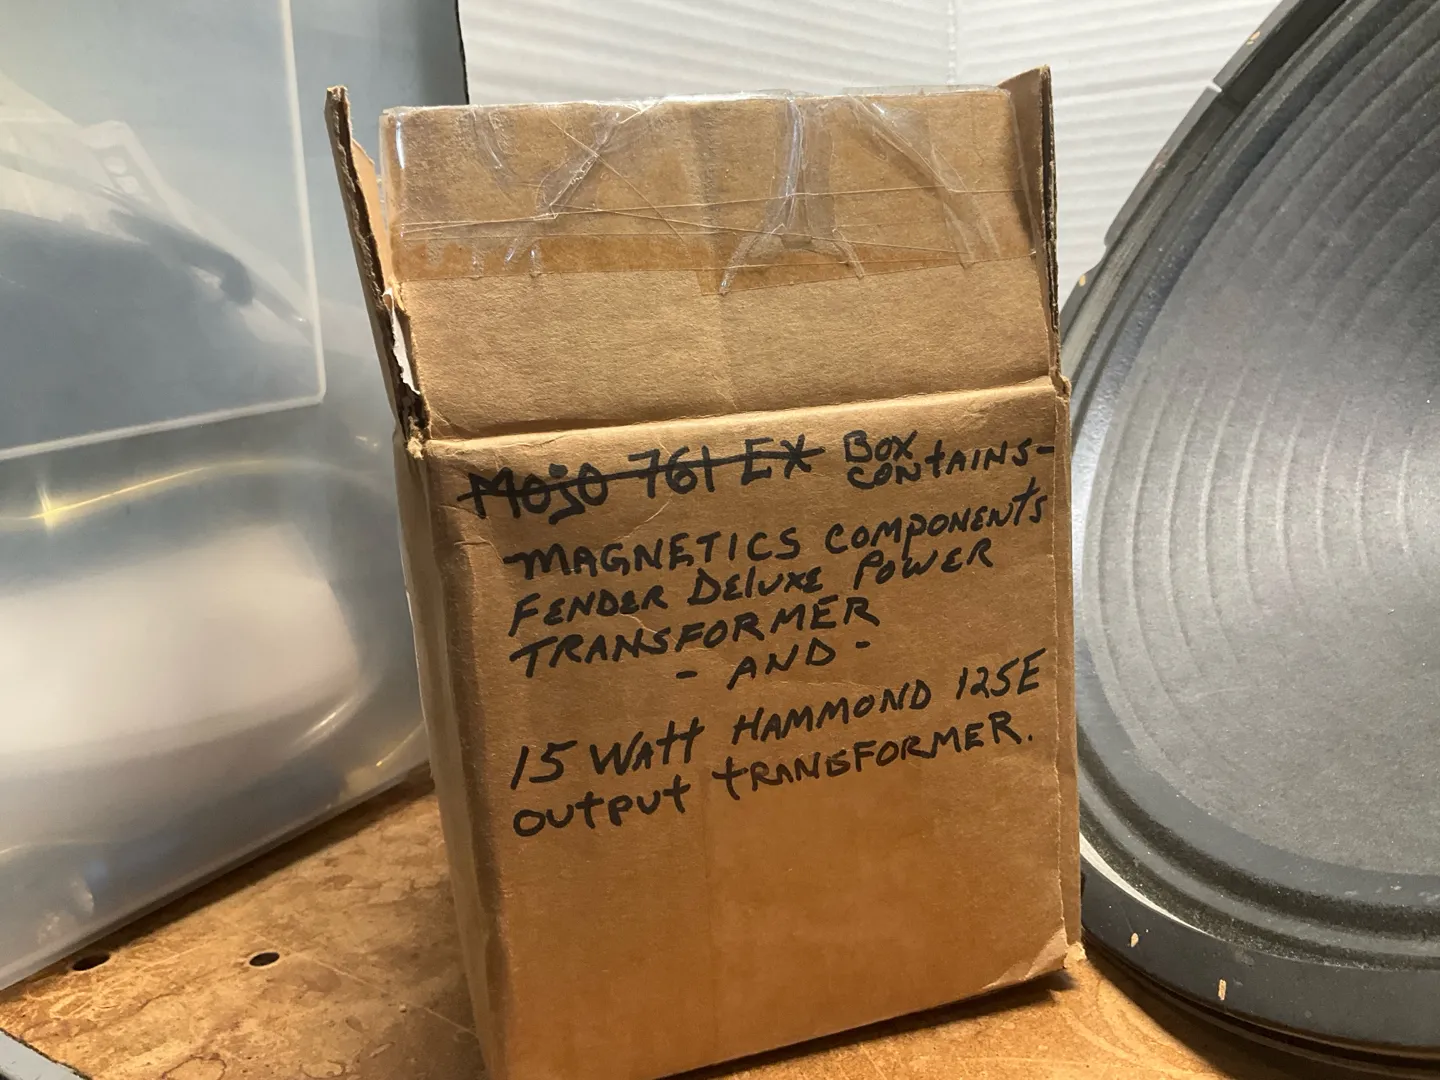 Mojo 761 EX BOX CONTAINS-
MAGNETICS COMPONENTS
FENDER DELUXE POWER
TRANSFORMER
- AND -
15 WATT HAMMOND 125E
OUTPUT TRANSFORMER.